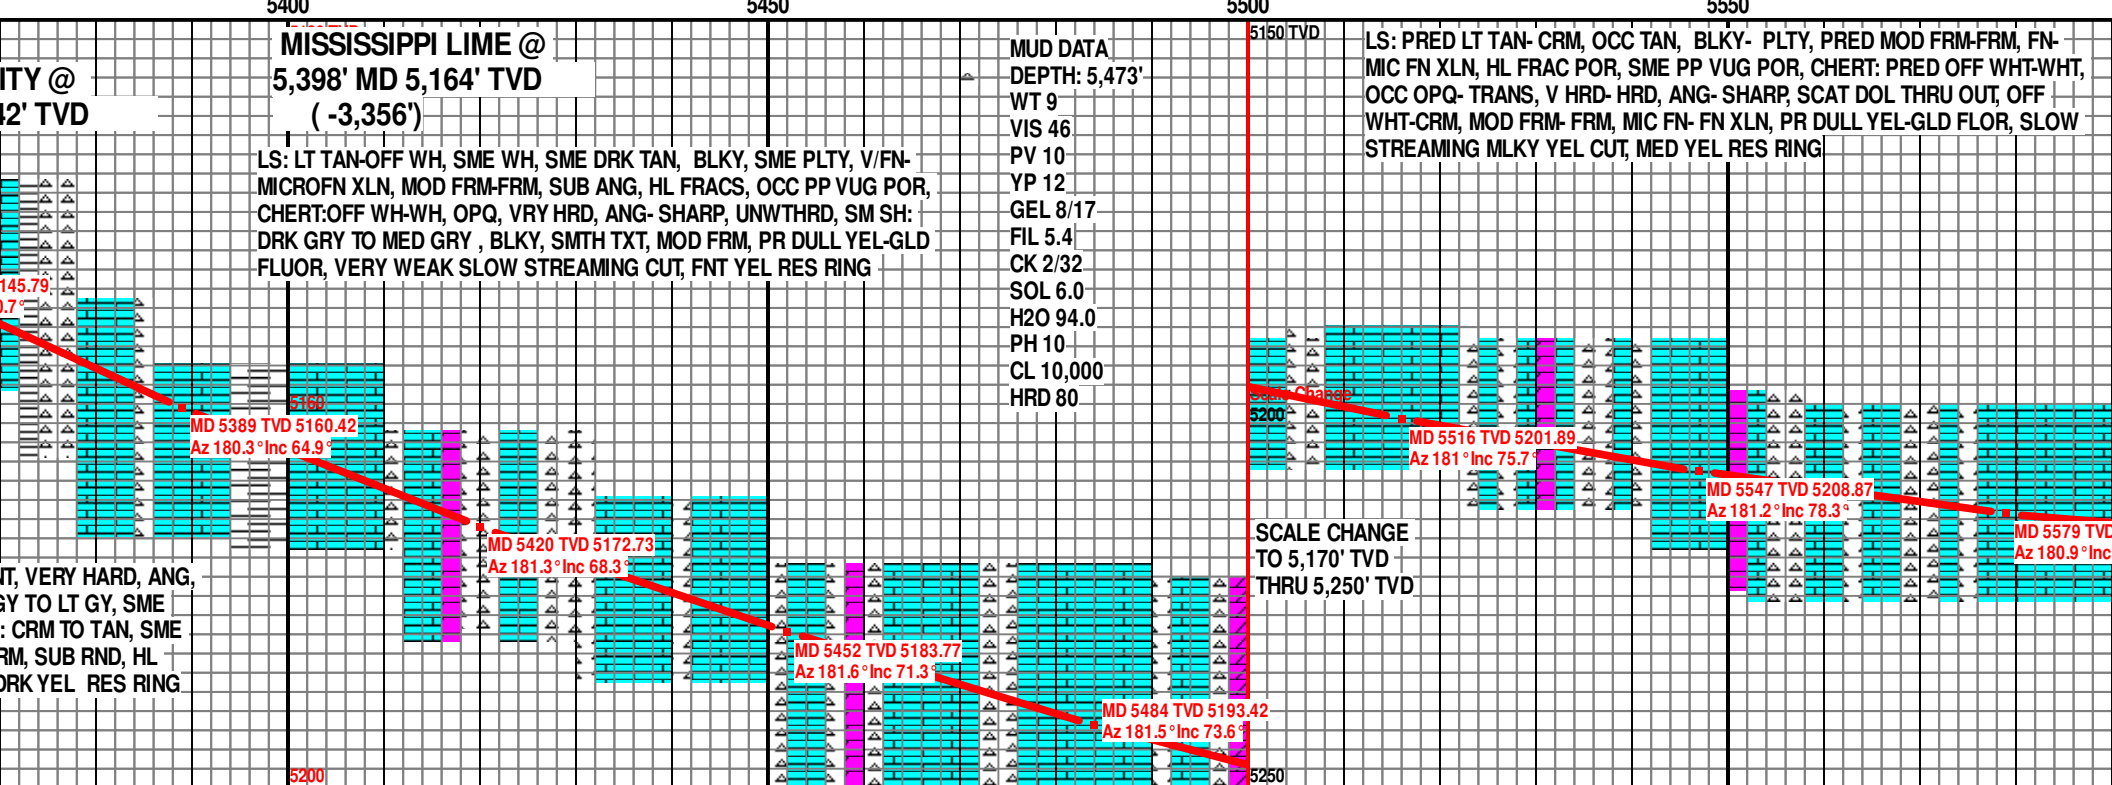 5400
5450
5500
5550
ITY @
42' TVD
MISSISSIPPI LIME @
5,398' MD 5,164' TVD
( -3,356')
LS: LT TAN-OFF WH, SME WH, SME DRK TAN, BLKY, SME PLTY, V/FN-
MICROFN XLN, MOD FRM-FRM, SUB ANG, HL FRACS, OCC PP VUG POR,
CHERT:OFF WH-WH, OPQ, VRY HRD, ANG- SHARP, UNWTHRD, SM SH:
DRK GRY TO MED GRY , BLKY, SMTH TXT, MOD FRM, PR DULL YEL-GLD
FLUOR, VERY WEAK SLOW STREAMING CUT, FNT YEL RES RING
MUD DATA
DEPTH: 5,473'
WT 9
VIS 46
PV 10
YP 12
GEL 8/17
FIL 5.4
CK 2/32
SOL 6.0
H2O 94.0
PH 10
CL 10,000
HRD 80
5150 TVD
LS: PRED LT TAN- CRM, OCC TAN, BLKY- PLTY, PRED MOD FRM-FRM, FN-
MIC FN XLN, HL FRAC POR, SME PP VUG POR, CHERT: PRED OFF WHT-WHT,
OCC OPQ- TRANS, V HRD- HRD, ANG- SHARP, SCAT DOL THRU OUT, OFF
WHT-CRM, MOD FRM- FRM, MIC FN- FN XLN, PR DULL YEL-GLD FLOR, SLOW
STREAMING MLKY YEL CUT, MED YEL RES RING
145.79
0.7°
5160
MD 5389 TVD 5160.42
Az 180.3° Inc 64.9°
MD 5420 TVD 5172.73
Az 181.3° Inc 68.3°
MD 5452 TVD 5183.77
Az 181.6° Inc 71.3°
MD 5484 TVD 5193.42
Az 181.5° Inc 73.6°
Scale Change
5200
MD 5516 TVD 5201.89
Az 181° Inc 75.7°
MD 5547 TVD 5208.87
Az 181.2° Inc 78.3°
MD 5579 TVD
Az 180.9° Inc
SCALE CHANGE
TO 5,170' TVD
THRU 5,250' TVD
NT, VERY HARD, ANG,
GY TO LT GY, SME
: CRM TO TAN, SME
RM, SUB RND, HL
DRK YEL RES RING
5200
5250